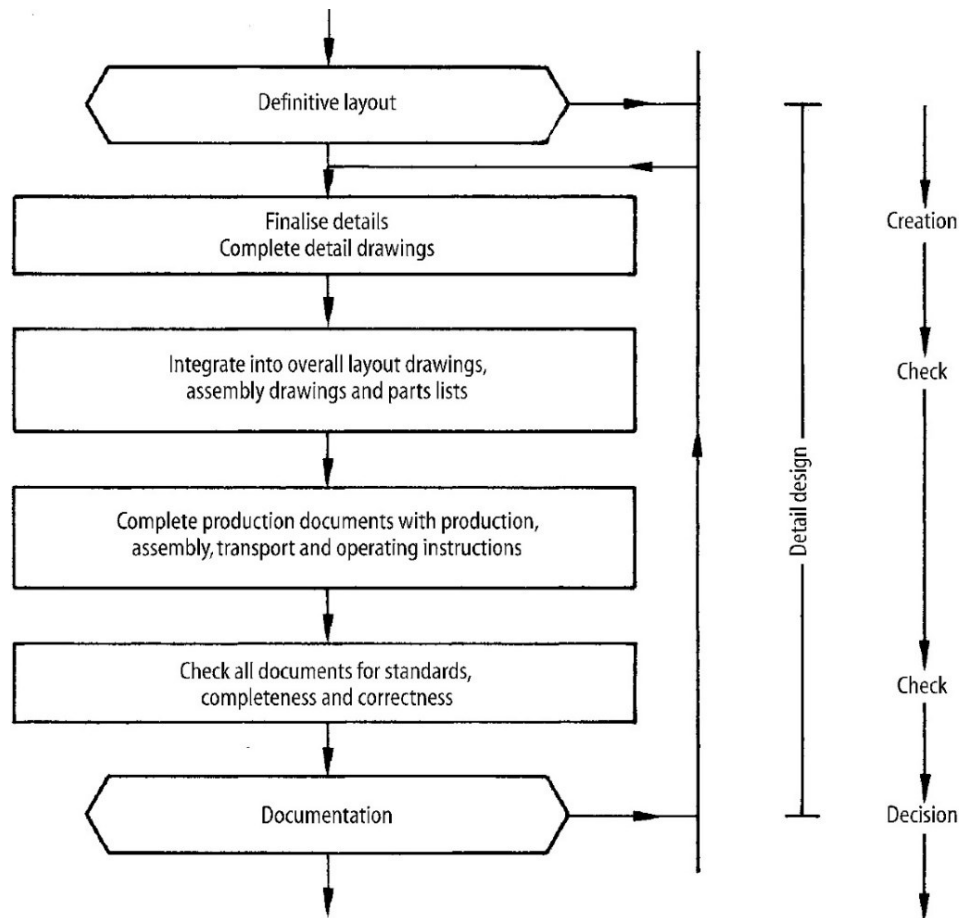 Definitive layout
Finalise details
Complete detail drawings
Creation
Integrate into overall layout drawings,
assembly drawings and parts lists
Check
Detail design
Complete production documents with production,
assembly, transport and operating instructions
Check all documents for standards,
completeness and correctness
Check
Documentation
Decision